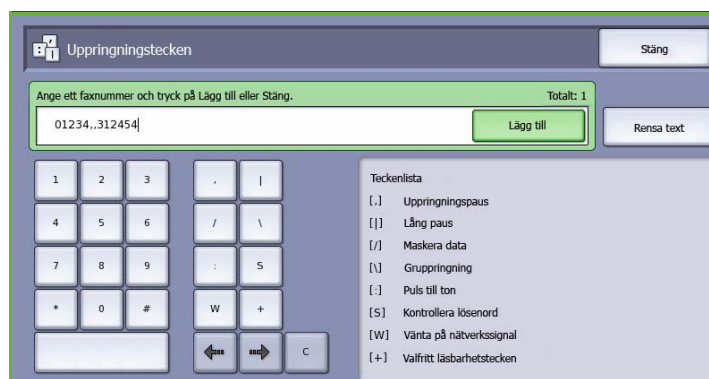 Uppringningstecken
Stäng
Ange ett faxnummer och tryck på Lägg till eller Stäng. Totalt: 1
01234,,312454
Lägg till
Rensa text
1 2 3 , |
4 5 6 / \
7 8 9 : S
* 0 # W +
C
Teckenlista
[,] Uppringningspaus
[|] Lång paus
[/] Maskera data
[\] Gruppringning
[:] Puls till ton
[S] Kontrollera lösenord
[W] Vänta på nätverkssignal
[+] Valfritt läsbarhetstecken